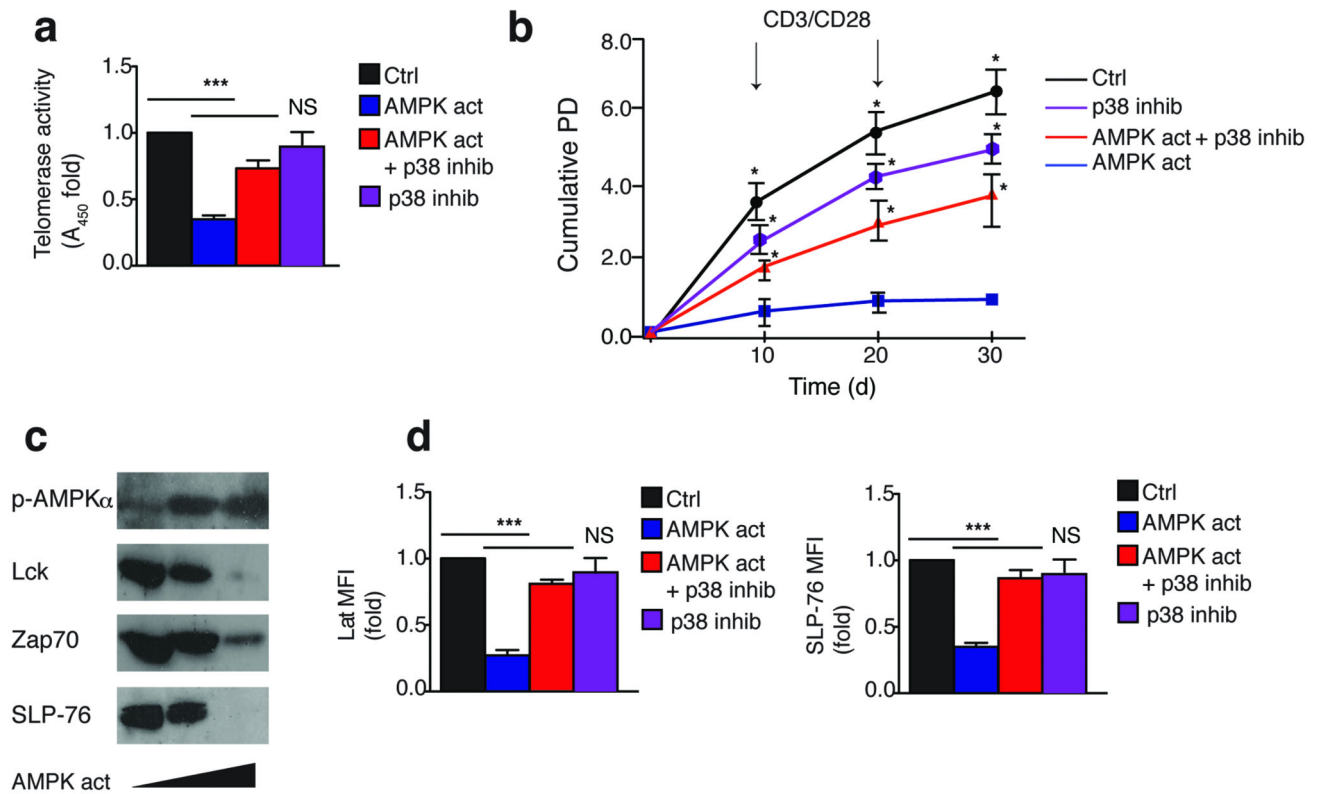 a
Telomerase activity
(A450 fold)
1.5
1.0
0.5
0.0
***
NS
Ctrl
AMPK act
AMPK act
+ p38 inhib
p38 inhib
b
CD3/CD28
Cumulative PD
8.0
6.0
4.0
2.0
0.0
* * *
* * *
* * *
10 20 30
Time (d)
Ctrl
p38 inhib
AMPK act + p38 inhib
AMPK act
c
p-AMPKα
Lck
Zap70
SLP-76
AMPK act
d
Lat MFI
(fold)
1.5
1.0
0.5
0.0
***
NS
Ctrl
AMPK act
AMPK act
+ p38 inhib
p38 inhib
SLP-76 MFI
(fold)
1.5
1.0
0.5
0.0
***
NS
Ctrl
AMPK act
AMPK act
+ p38 inhib
p38 inhib